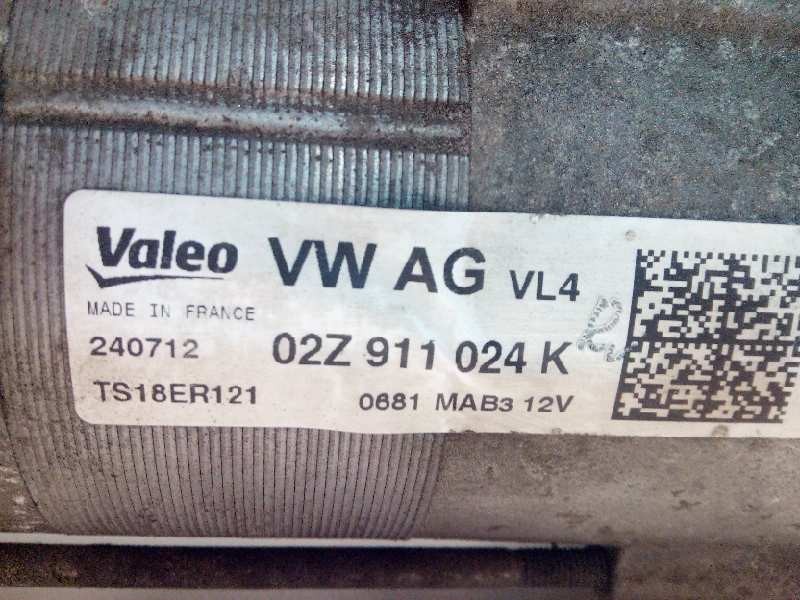 Valeo VW AG VL4
MADE IN FRANCE
240712 02Z 911 024 K
TS18ER121 0681 MAB3 12V